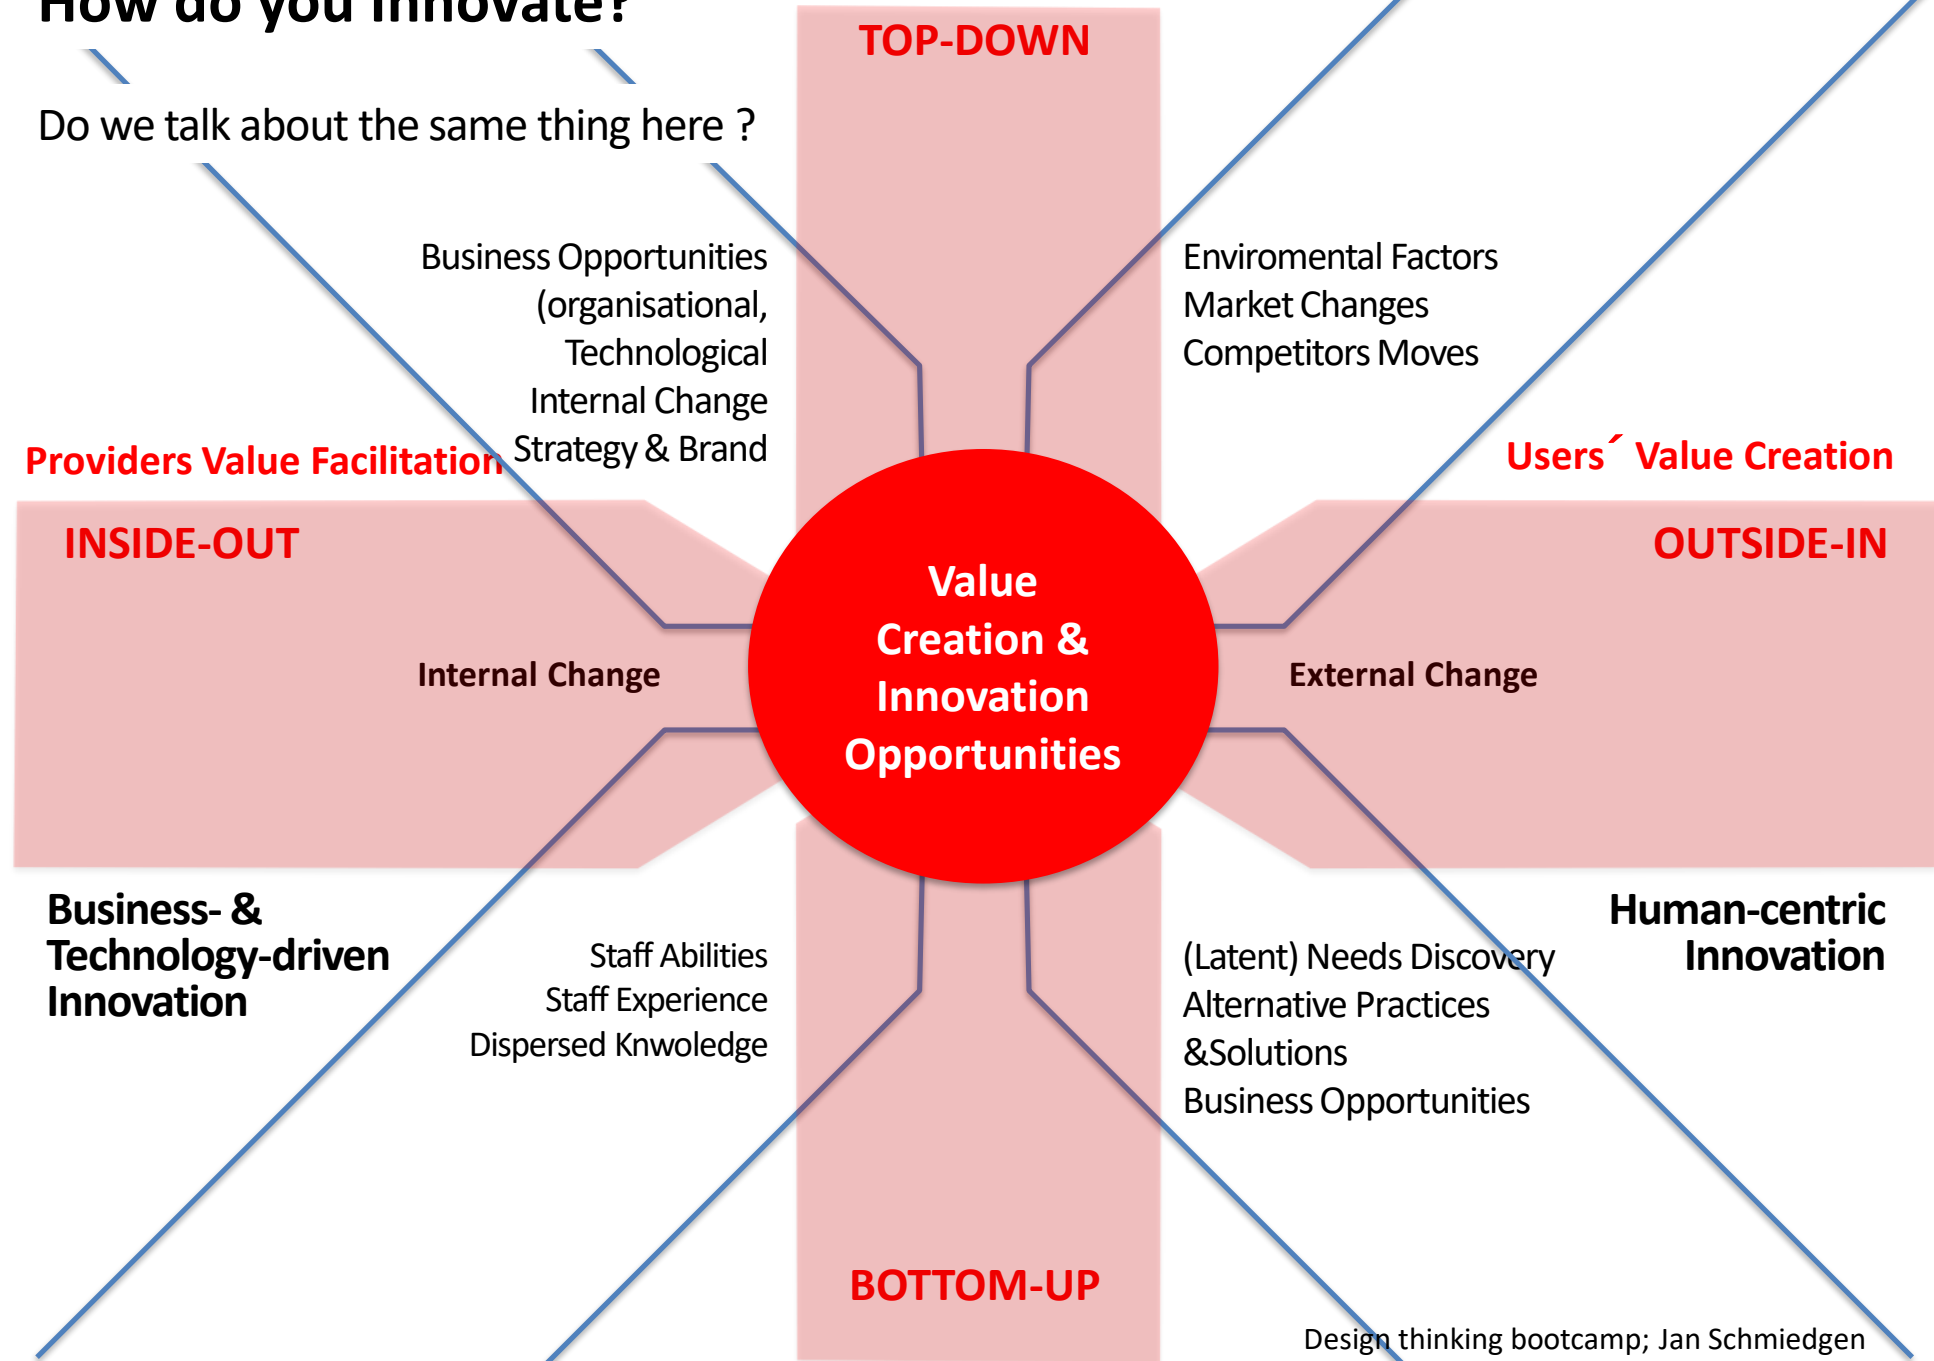 How do you innovate?
TOP-DOWN
Do we talk about the same thing here ?
Business Opportunities
(organisational,
Technological
Internal Change
Strategy & Brand
Enviromental Factors
Market Changes
Competitors Moves
Providers Value Facilitation
Users´ Value Creation
INSIDE-OUT
OUTSIDE-IN
Value
Creation &
Innovation
Opportunities
Internal Change
External Change
Business- &
Technology-driven
Innovation
Human-centric
Innovation
Staff Abilities
Staff Experience
Dispersed Knwoledge
(Latent) Needs Discovery
Alternative Practices
&Solutions
Business Opportunities
BOTTOM-UP
Design thinking bootcamp; Jan Schmiedgen